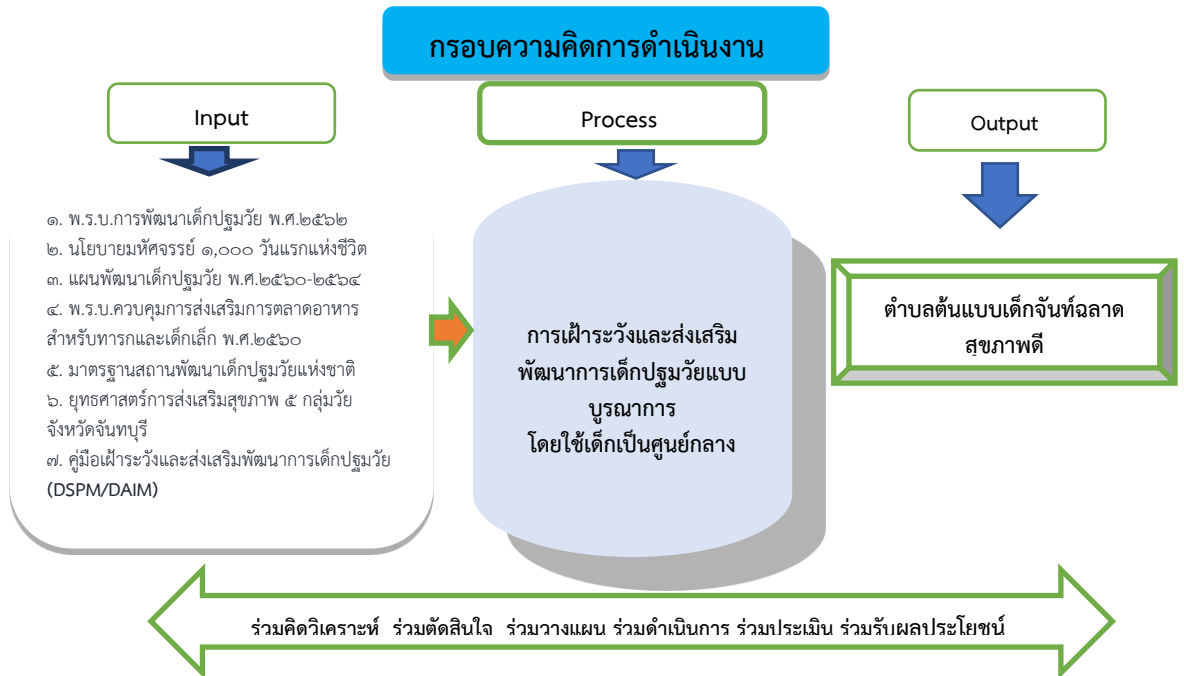 กรอบความคิดการดำเนินงาน
Input
๑. พ.ร.บ.การพัฒนาเด็กปฐมวัย พ.ศ.๒๕๖๒
๒. นโยบายมหัศจรรย์ ๑,๐๐๐ วันแรกแห่งชีวิต
๓. แผนพัฒนาเด็กปฐมวัย พ.ศ.๒๕๖๐-๒๕๖๔
๔. พ.ร.บ.ควบคุมการส่งเสริมการตลาดอาหาร
สำหรับทารกและเด็กเล็ก พ.ศ.๒๕๖๐
๕. มาตรฐานสถานพัฒนาเด็กปฐมวัยแห่งชาติ
๖. ยุทธศาสตร์การส่งเสริมสุขภาพ ๕ กลุ่มวัย
จังหวัดจันทบุรี
๗. คู่มือเฝ้าระวังและส่งเสริมพัฒนาการเด็กปฐมวัย
(DSPM/DAIM)
Process
การเฝ้าระวังและส่งเสริม
พัฒนาการเด็กปฐมวัยแบบ
บูรณาการ
โดยใช้เด็กเป็นศูนย์กลาง
Output
ตำบลต้นแบบเด็กจันท์ฉลาด
สุขภาพดี
ร่วมคิดวิเคราะห์ ร่วมตัดสินใจ ร่วมวางแผน ร่วมดำเนินการ ร่วมประเมิน ร่วมรับผลประโยชน์